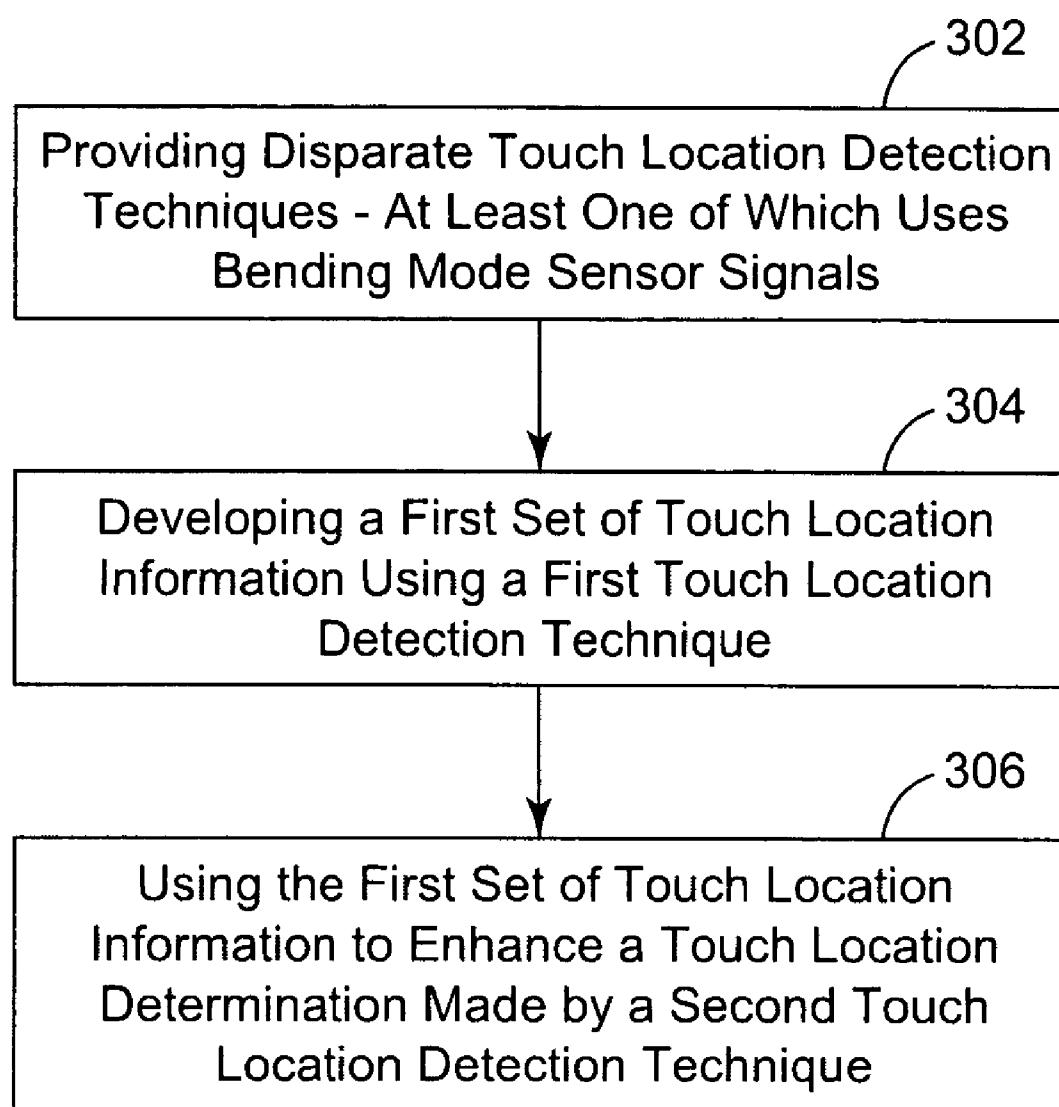 302
Providing Disparate Touch Location Detection
Techniques - At Least One of Which Uses
Bending Mode Sensor Signals
304
Developing a First Set of Touch Location
Information Using a First Touch Location
Detection Technique
306
Using the First Set of Touch Location
Information to Enhance a Touch Location
Determination Made by a Second Touch
Location Detection Technique